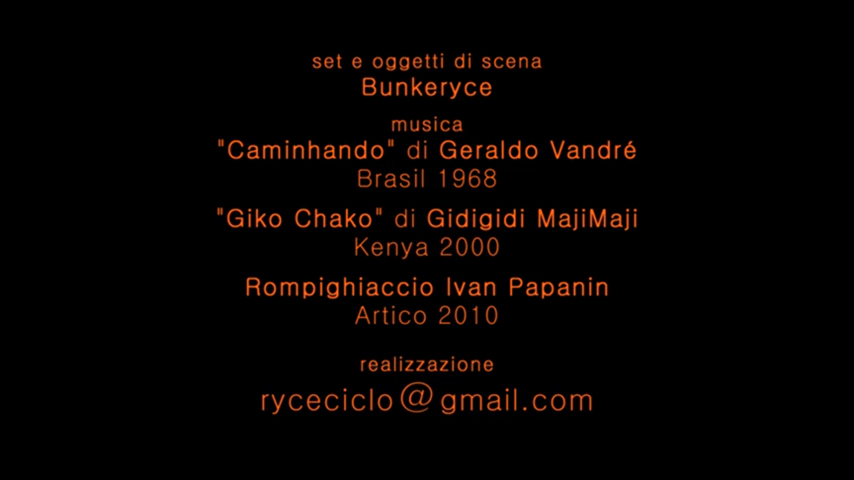 set e oggetti di scena
Bunkeryce
musica
"Caminhando" di Geraldo Vandré
Brasil 1968
"Giko Chako" di Gidigidi MajiMaji
Kenya 2000
Rompighiaccio Ivan Papanin
Artico 2010
realizzazione
ryceciclo@gmail.com